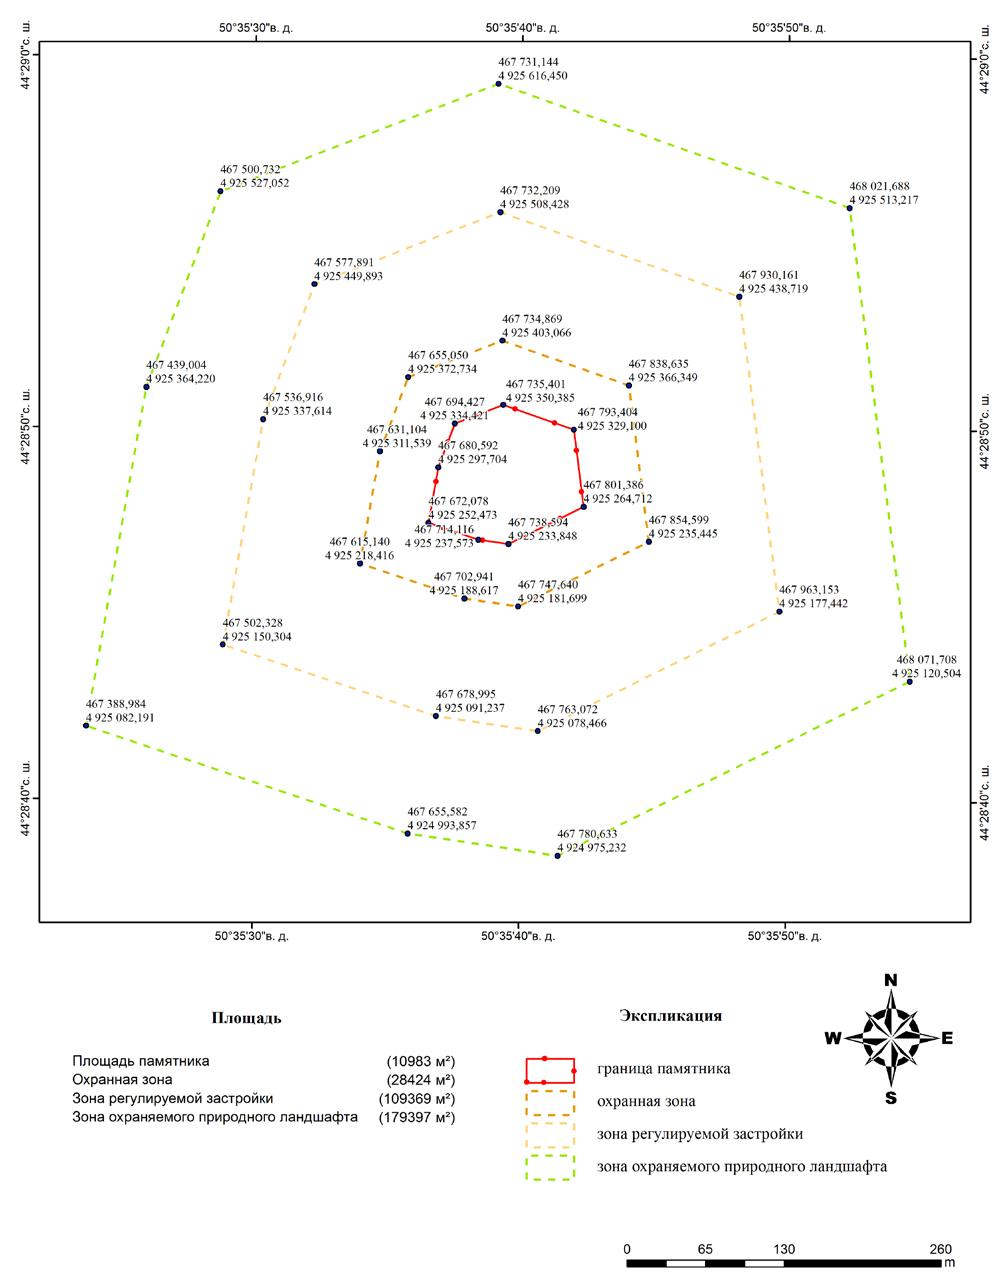 50°35'30"в. д.
50°35'40"в. д.
50°35'50"в. д.
44°29'0"с. ш.
44°29'0"с. ш.
467 731,144
4 925 616,450
467 500,732
4 925 527,052
468 021,688
4 925 513,217
467 732,209
4 925 508,428
467 577,891
4 925 449,893
467 930,161
4 925 438,719
467 734,869
4 925 403,066
467 655,050
4 925 372,734
467 838,635
4 925 366,349
467 439,004
4 925 364,220
467 735,401
4 925 350,385
467 536,916
4 925 337,614
467 694,427
4 925 334,421
467 793,404
4 925 329,100
44°28'50"с. ш.
44°28'50"с. ш.
467 631,104
4 925 311,539
467 680,592
4 925 297,704
467 801,386
4 925 264,712
467 672,078
4 925 252,473
467 714,116
4 925 237,573
467 738,594
4 925 233,848
467 854,599
4 925 235,445
467 615,140
4 925 218,416
467 702,941
4 925 188,617
467 747,640
4 925 181,699
467 963,153
4 925 177,442
467 502,328
4 925 150,304
468 071,708
4 925 120,504
467 678,995
4 925 091,237
467 763,072
4 925 078,466
467 388,984
4 925 082,191
44°28'40"с. ш.
44°28'40"с. ш.
467 655,582
4 924 993,857
467 780,633
4 924 975,232
50°35'30"в. д.
50°35'40"в. д.
50°35'50"в. д.
Площадь
Площадь памятника (10983 м²)
Охранная зона (28424 м²)
Зона регулируемой застройки (109369 м²)
Зона охраняемого природного ландшафта (179397 м²)
Экспликация
граница памятника
охранная зона
зона регулируемой застройки
зона охраняемого природного ландшафта
N
W E
S
0 65 130 260
m